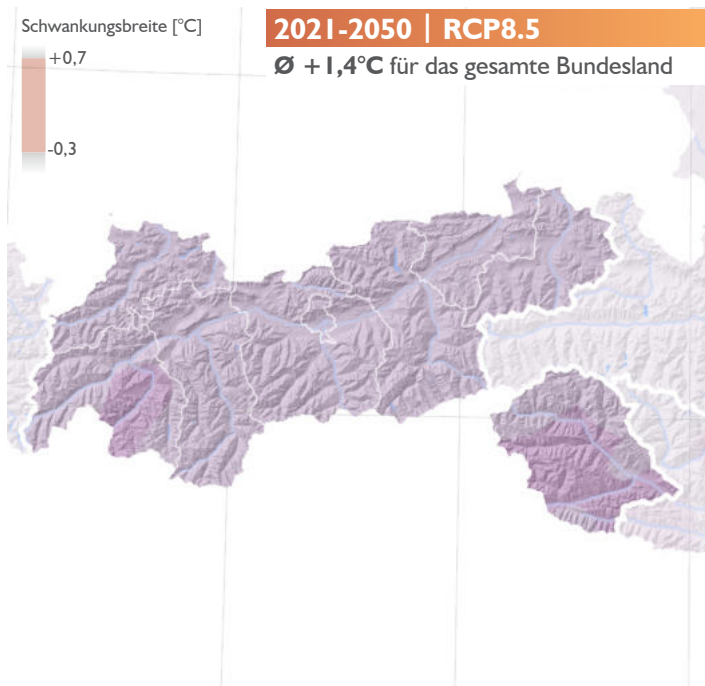 Schwankungsbreite [°C]
+0,7
-0,3
2021-2050 | RCP8.5
Ø +1,4°C für das gesamte Bundesland